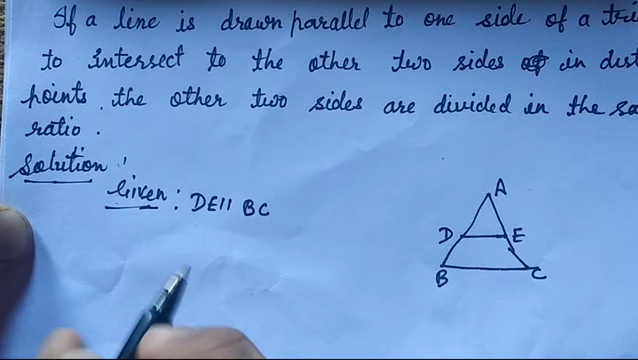 If a line is drawn parallel to one side of a
to intersect to the other two sides in
points, the other two sides are divided in the
ratio.
Solution:
Given: DE|| BC
A
D E
B C